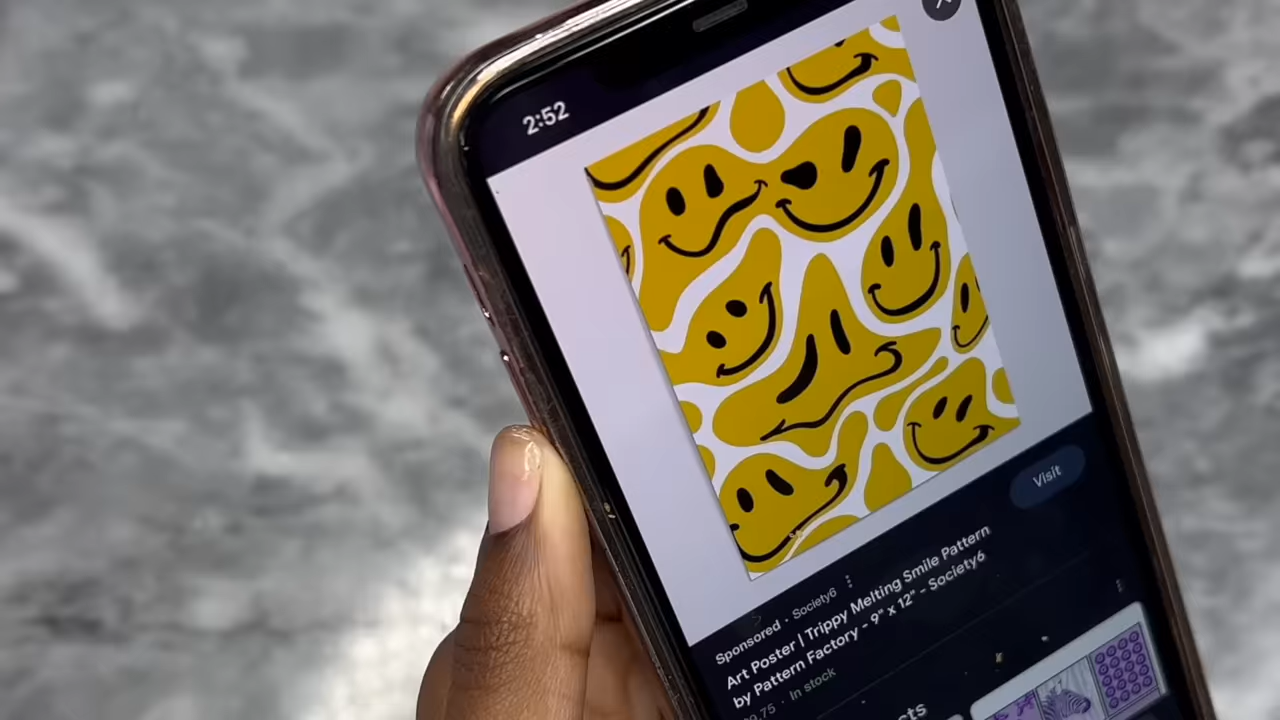 2:52
Visit
Sponsored · Society6
Art Poster | Trippy Melting Smile Pattern
by Pattern Factory - 9" x 12" - Society6
In stock